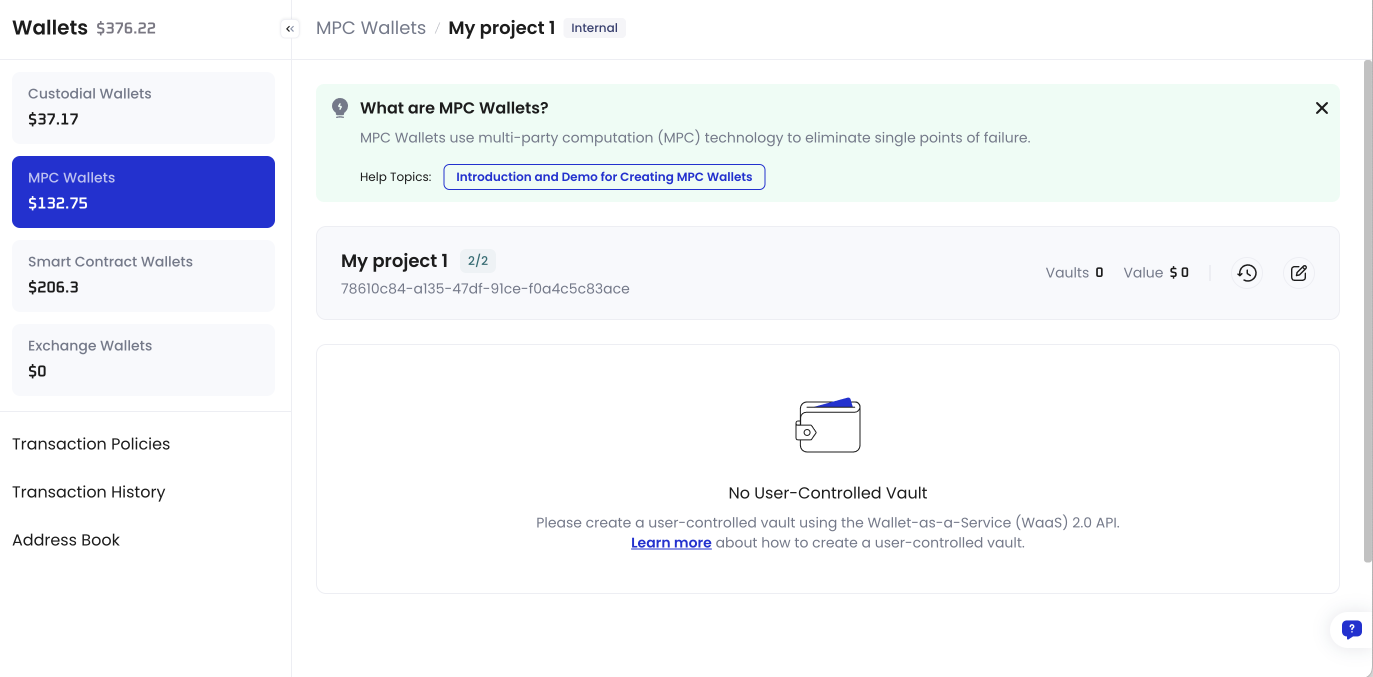 Wallets $376.22
Custodial Wallets
$37.17
MPC Wallets
$132.75
Smart Contract Wallets
$206.3
Exchange Wallets
$0
Transaction Policies
Transaction History
Address Book
MPC Wallets / My project 1 Internal
What are MPC Wallets?
MPC Wallets use multi-party computation (MPC) technology to eliminate single points of failure.
Help Topics: Introduction and Demo for Creating MPC Wallets
My project 1 2/2
78610c84-a135-47df-91ce-f0a4c5c83ace
Vaults 0 Value $ 0
No User-Controlled Vault
Please create a user-controlled vault using the Wallet-as-a-Service (WaaS) 2.0 API.
Learn more about how to create a user-controlled vault.